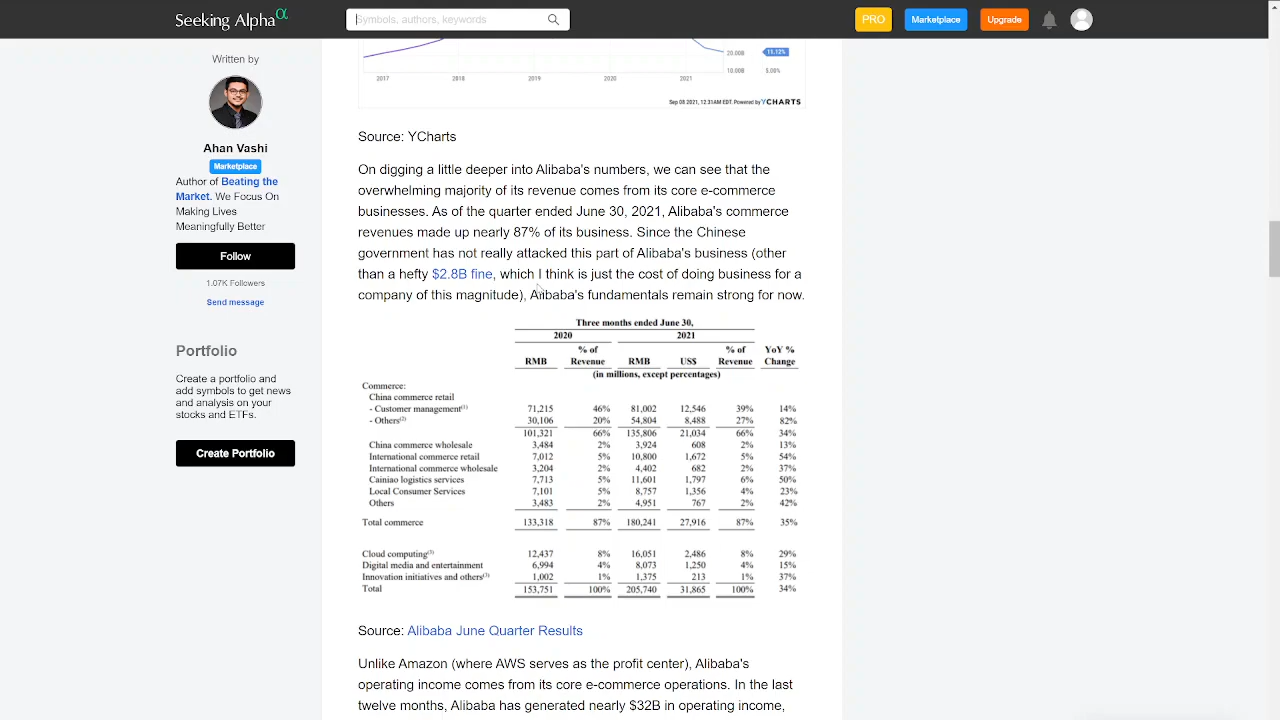 Seeking Alphaα
Symbols, authors, keywords
PRO
Marketplace
Upgrade
Written by
Ahan Vashi
Marketplace
Author of Beating the
Market. We Focus On
Making Lives
Meaningfully Better
Follow
1.07K Followers
Send message
Portfolio
Create a portfolio and
add symbols to get news
and analysis on your
stocks and ETFs.
Create Portfolio
20.00B 11.12%
10.00B 5.00%
2017 2018 2019 2020 2021
Sep 08 2021, 12:31AM EDT. Powered by YCHARTS
Source: YCharts
On digging a little deeper into Alibaba's numbers, we can see that the
overwhelming majority of its revenue comes from its core e-commerce
businesses. As of the quarter ended June 30, 2021, Alibaba's commerce
revenues made up nearly 87% of its business. Since the Chinese
government has not really attacked this part of Alibaba's business (other
than a hefty $2.8B fine, which I think is just the cost of doing business for a
company of this magnitude), Alibaba's fundamentals remain strong for now.
Three months ended June 30,
2020 2021
% of % of YoY %
RMB Revenue RMB US$ Revenue Change
(in millions, except percentages)
Commerce:
China commerce retail
- Customer management(1) 71,215 46% 81,002 12,546 39% 14%
- Others(2) 30,106 20% 54,804 8,488 27% 82%
101,321 66% 135,806 21,034 66% 34%
China commerce wholesale 3,484 2% 3,924 608 2% 13%
International commerce retail 7,012 5% 10,800 1,672 5% 54%
International commerce wholesale 3,204 2% 4,402 682 2% 37%
Cainiao logistics services 7,713 5% 11,601 1,797 6% 50%
Local Consumer Services 7,101 5% 8,757 1,356 4% 23%
Others 3,483 2% 4,951 767 2% 42%
Total commerce 133,318 87% 180,241 27,916 87% 35%
Cloud computing(3) 12,437 8% 16,051 2,486 8% 29%
Digital media and entertainment 6,994 4% 8,073 1,250 4% 15%
Innovation initiatives and others(3) 1,002 1% 1,375 213 1% 37%
Total 153,751 100% 205,740 31,865 100% 34%
Source: Alibaba June Quarter Results
Unlike Amazon (where AWS serves as the profit center), Alibaba's
operating income comes from its core e-commerce operations. In the last
twelve months, Alibaba has generated nearly $32B in operating income,